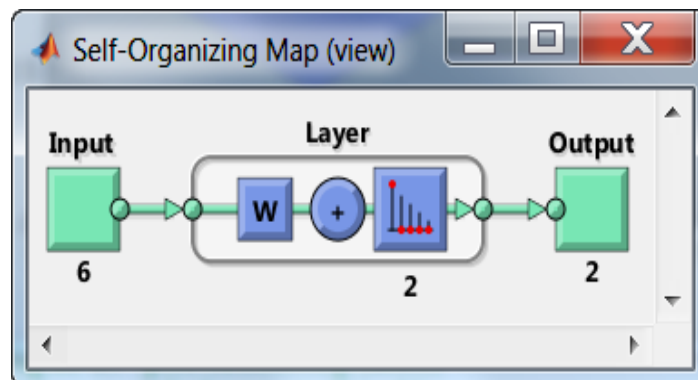 Self-Organizing Map (view)
Layer
Input
Output
W
+
6
2
2